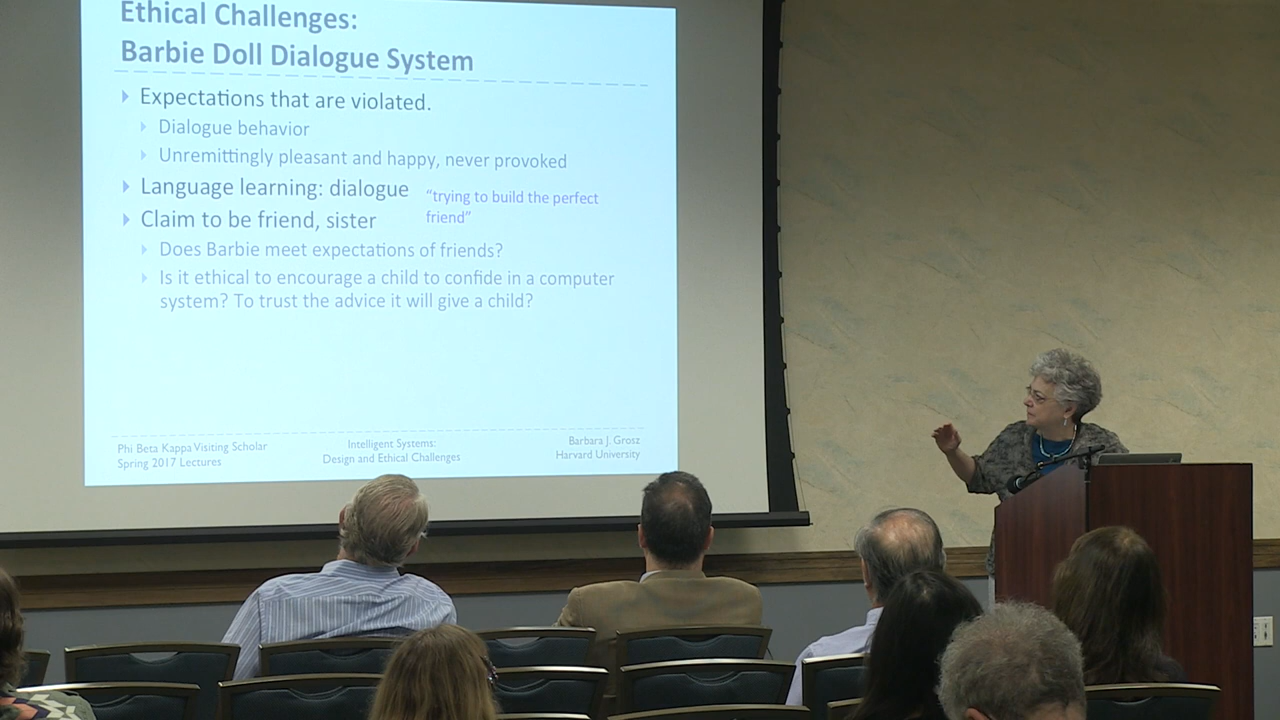 Ethical Challenges:
Barbie Doll Dialogue System
Expectations that are violated.
Dialogue behavior
Unremittingly pleasant and happy, never provoked
Language learning: dialogue
"trying to build the perfect
friend"
Claim to be friend, sister
Does Barbie meet expectations of friends?
Is it ethical to encourage a child to confide in a computer
system? To trust the advice it will give a child?
Phi Beta Kappa Visiting Scholar
Spring 2017 Lectures
Intelligent Systems:
Design and Ethical Challenges
Barbara J. Grosz
Harvard University